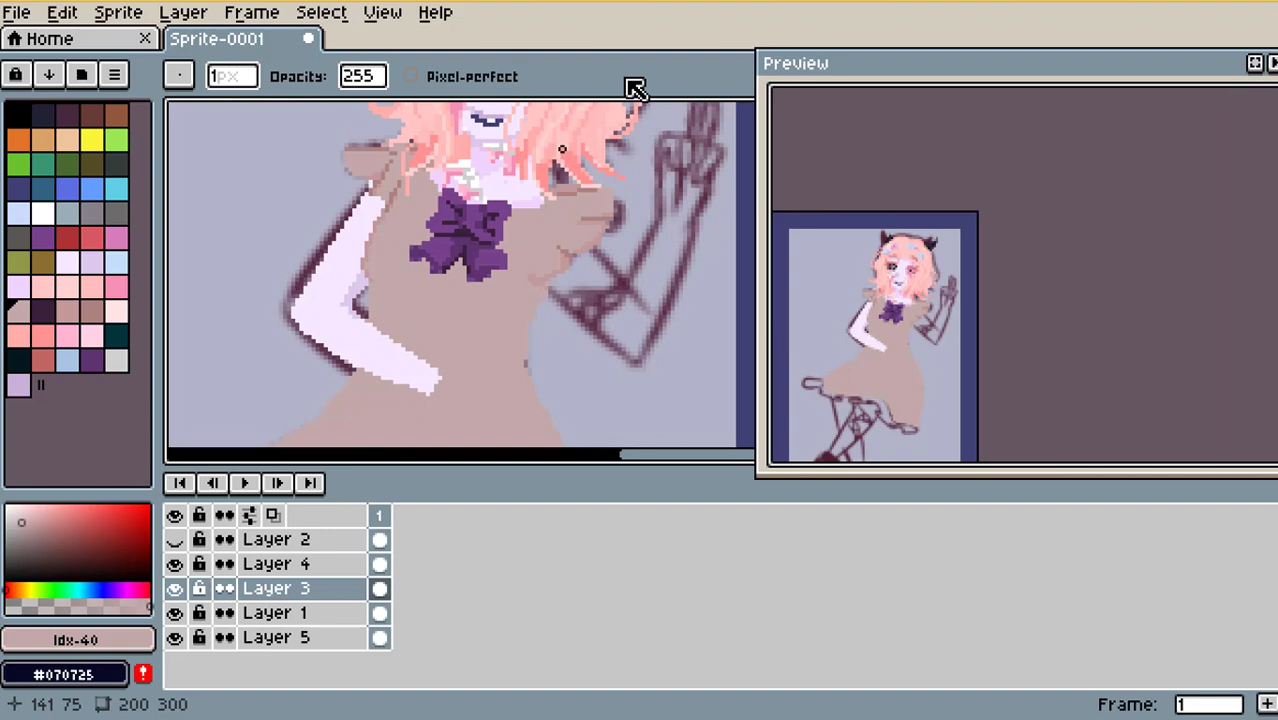 File Edit Sprite Layer Frame Select View Help
Home Sprite-0001
1px Opacity: 255 Pixel-perfect
Preview
1
Layer 2
Layer 4
Layer 3
Layer 1
Layer 5
Idx-40
#070725 !
141 75 200 300 Frame: 1